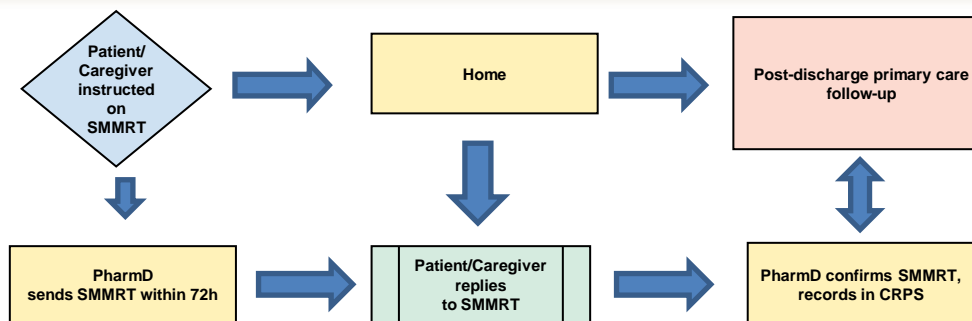 Patient/
Caregiver
instructed
on
SMMRT
Home
Post-discharge primary care
follow-up
PharmD
sends SMMRT within 72h
Patient/Caregiver
replies
to SMMRT
PharmD confirms SMMRT,
records in CRPS